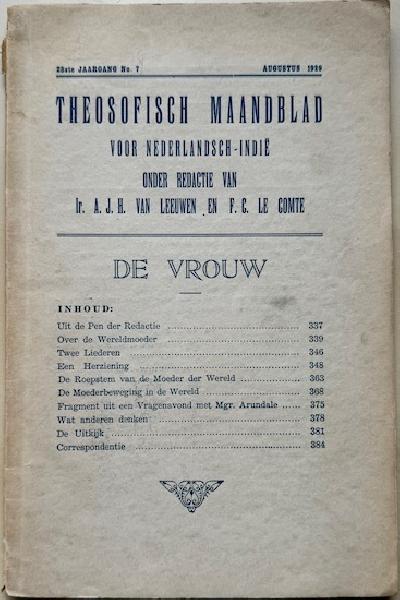 28ste JAARGANG No. 7 AUGUSTUS 1929
THEOSOFISCH MAANDBLAD
VOOR NEDERLANDSCH-INDIË
ONDER REDACTIE VAN
Ir. A. J. H. VAN LEEUWEN EN F. C. LE COMTE
DE VROUW
INHOUD:
Uit de Pen der Redactie ........ 337
Over de Wereldmoeder ........ 339
Twee Liederen ........ 346
Een Herziening ........ 348
De Roepstem van de Moeder der Wereld ........ 363
De Moederbeweging in de Wereld ........ 368
Fragment uit een Vragenavond met Mgr. Arundale ...... 375
Wat anderen denken ........ 378
De Uitkijk ........ 381
Correspondentie ........ 384